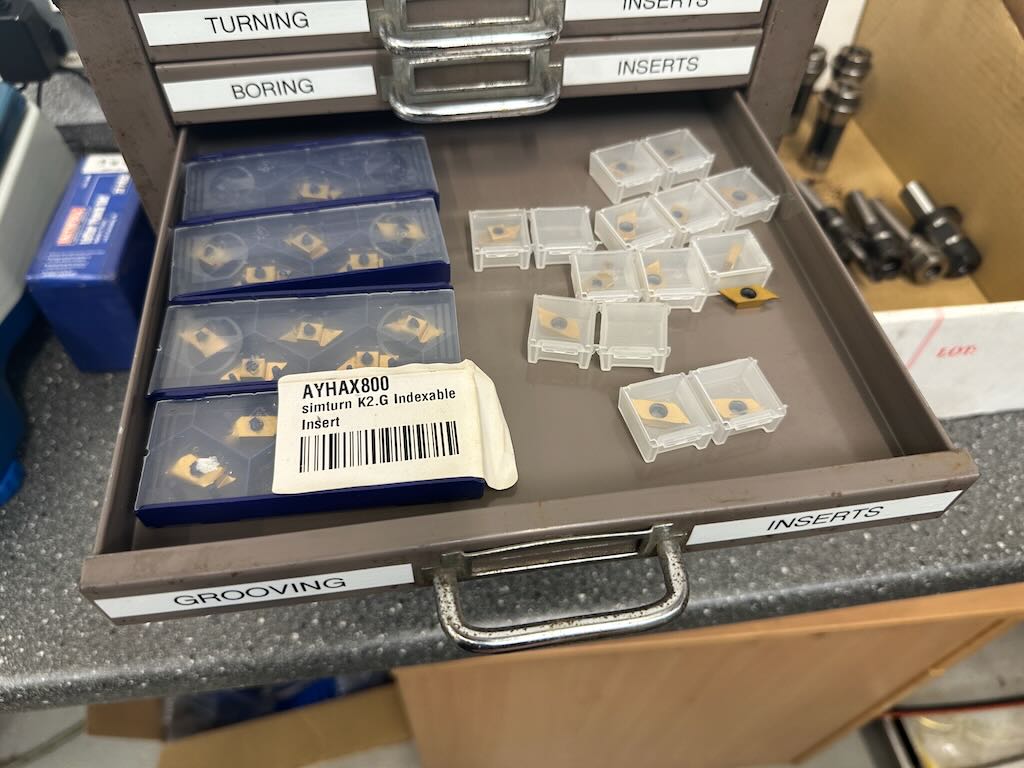 TURNING
INSERTS
BORING
INSERTS
AYHAX800
simturn K2.G Indexable
Insert
GROOVING
INSERTS